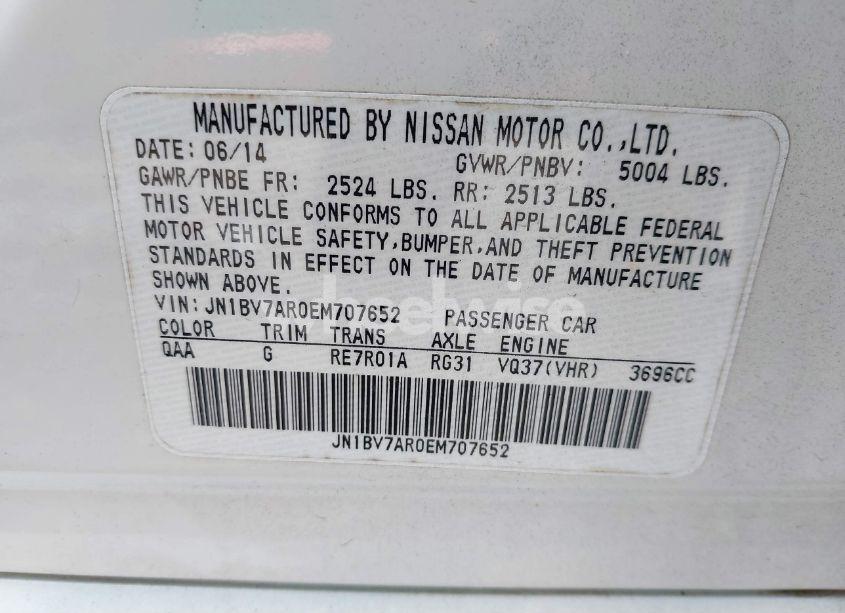 MANUFACTURED BY NISSAN MOTOR CO.,LTD.
DATE: 06/14 GVWR/PNBV: 5004 LBS.
GAWR/PNBE FR: 2524 LBS. RR: 2513 LBS.
THIS VEHICLE CONFORMS TO ALL APPLICABLE FEDERAL
MOTOR VEHICLE SAFETY,BUMPER,AND THEFT PREVENTION
STANDARDS IN EFFECT ON THE DATE OF MANUFACTURE
SHOWN ABOVE.
VIN: JN1BV7AR0EM707652 PASSENGER CAR
COLOR TRIM TRANS AXLE ENGINE
QAA G RE7R01A RG31 VQ37(VHR) 3696CC
JN1BV7AR0EM707652